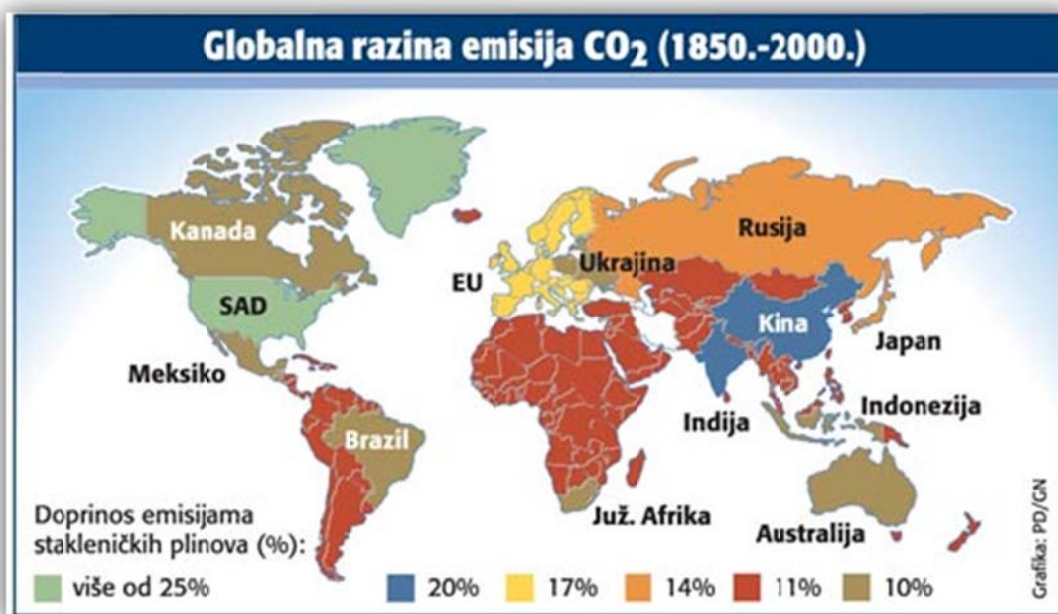 Globalna razina emisija CO₂ (1850.-2000.)
Kanada
Rusija
EU
Ukrajina
SAD
Kina
Japan
Meksiko
Indija
Indonezija
Brazil
Juž. Afrika
Australija
Doprinos emisijama
stakleničkih plinova (%):
više od 25%
20%
17%
14%
11%
10%
Grafika: PD/GN